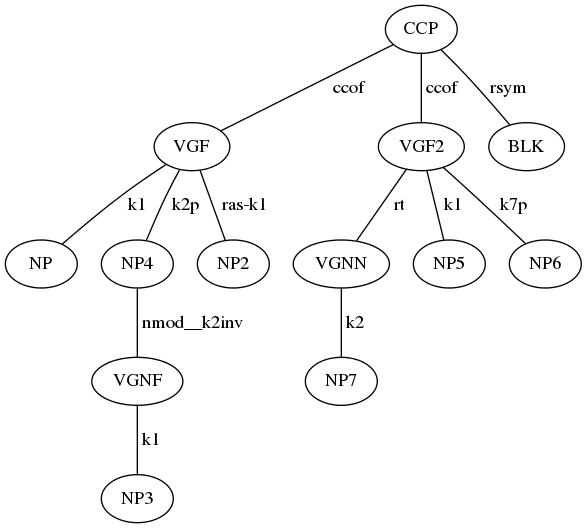 CCP
ccof ccof rsym
VGF VGF2 BLK
k1 k2p ras-k1 rt k1 k7p
NP NP4 NP2 VGNN NP5 NP6
nmod__k2inv k2
VGNF NP7
k1
NP3